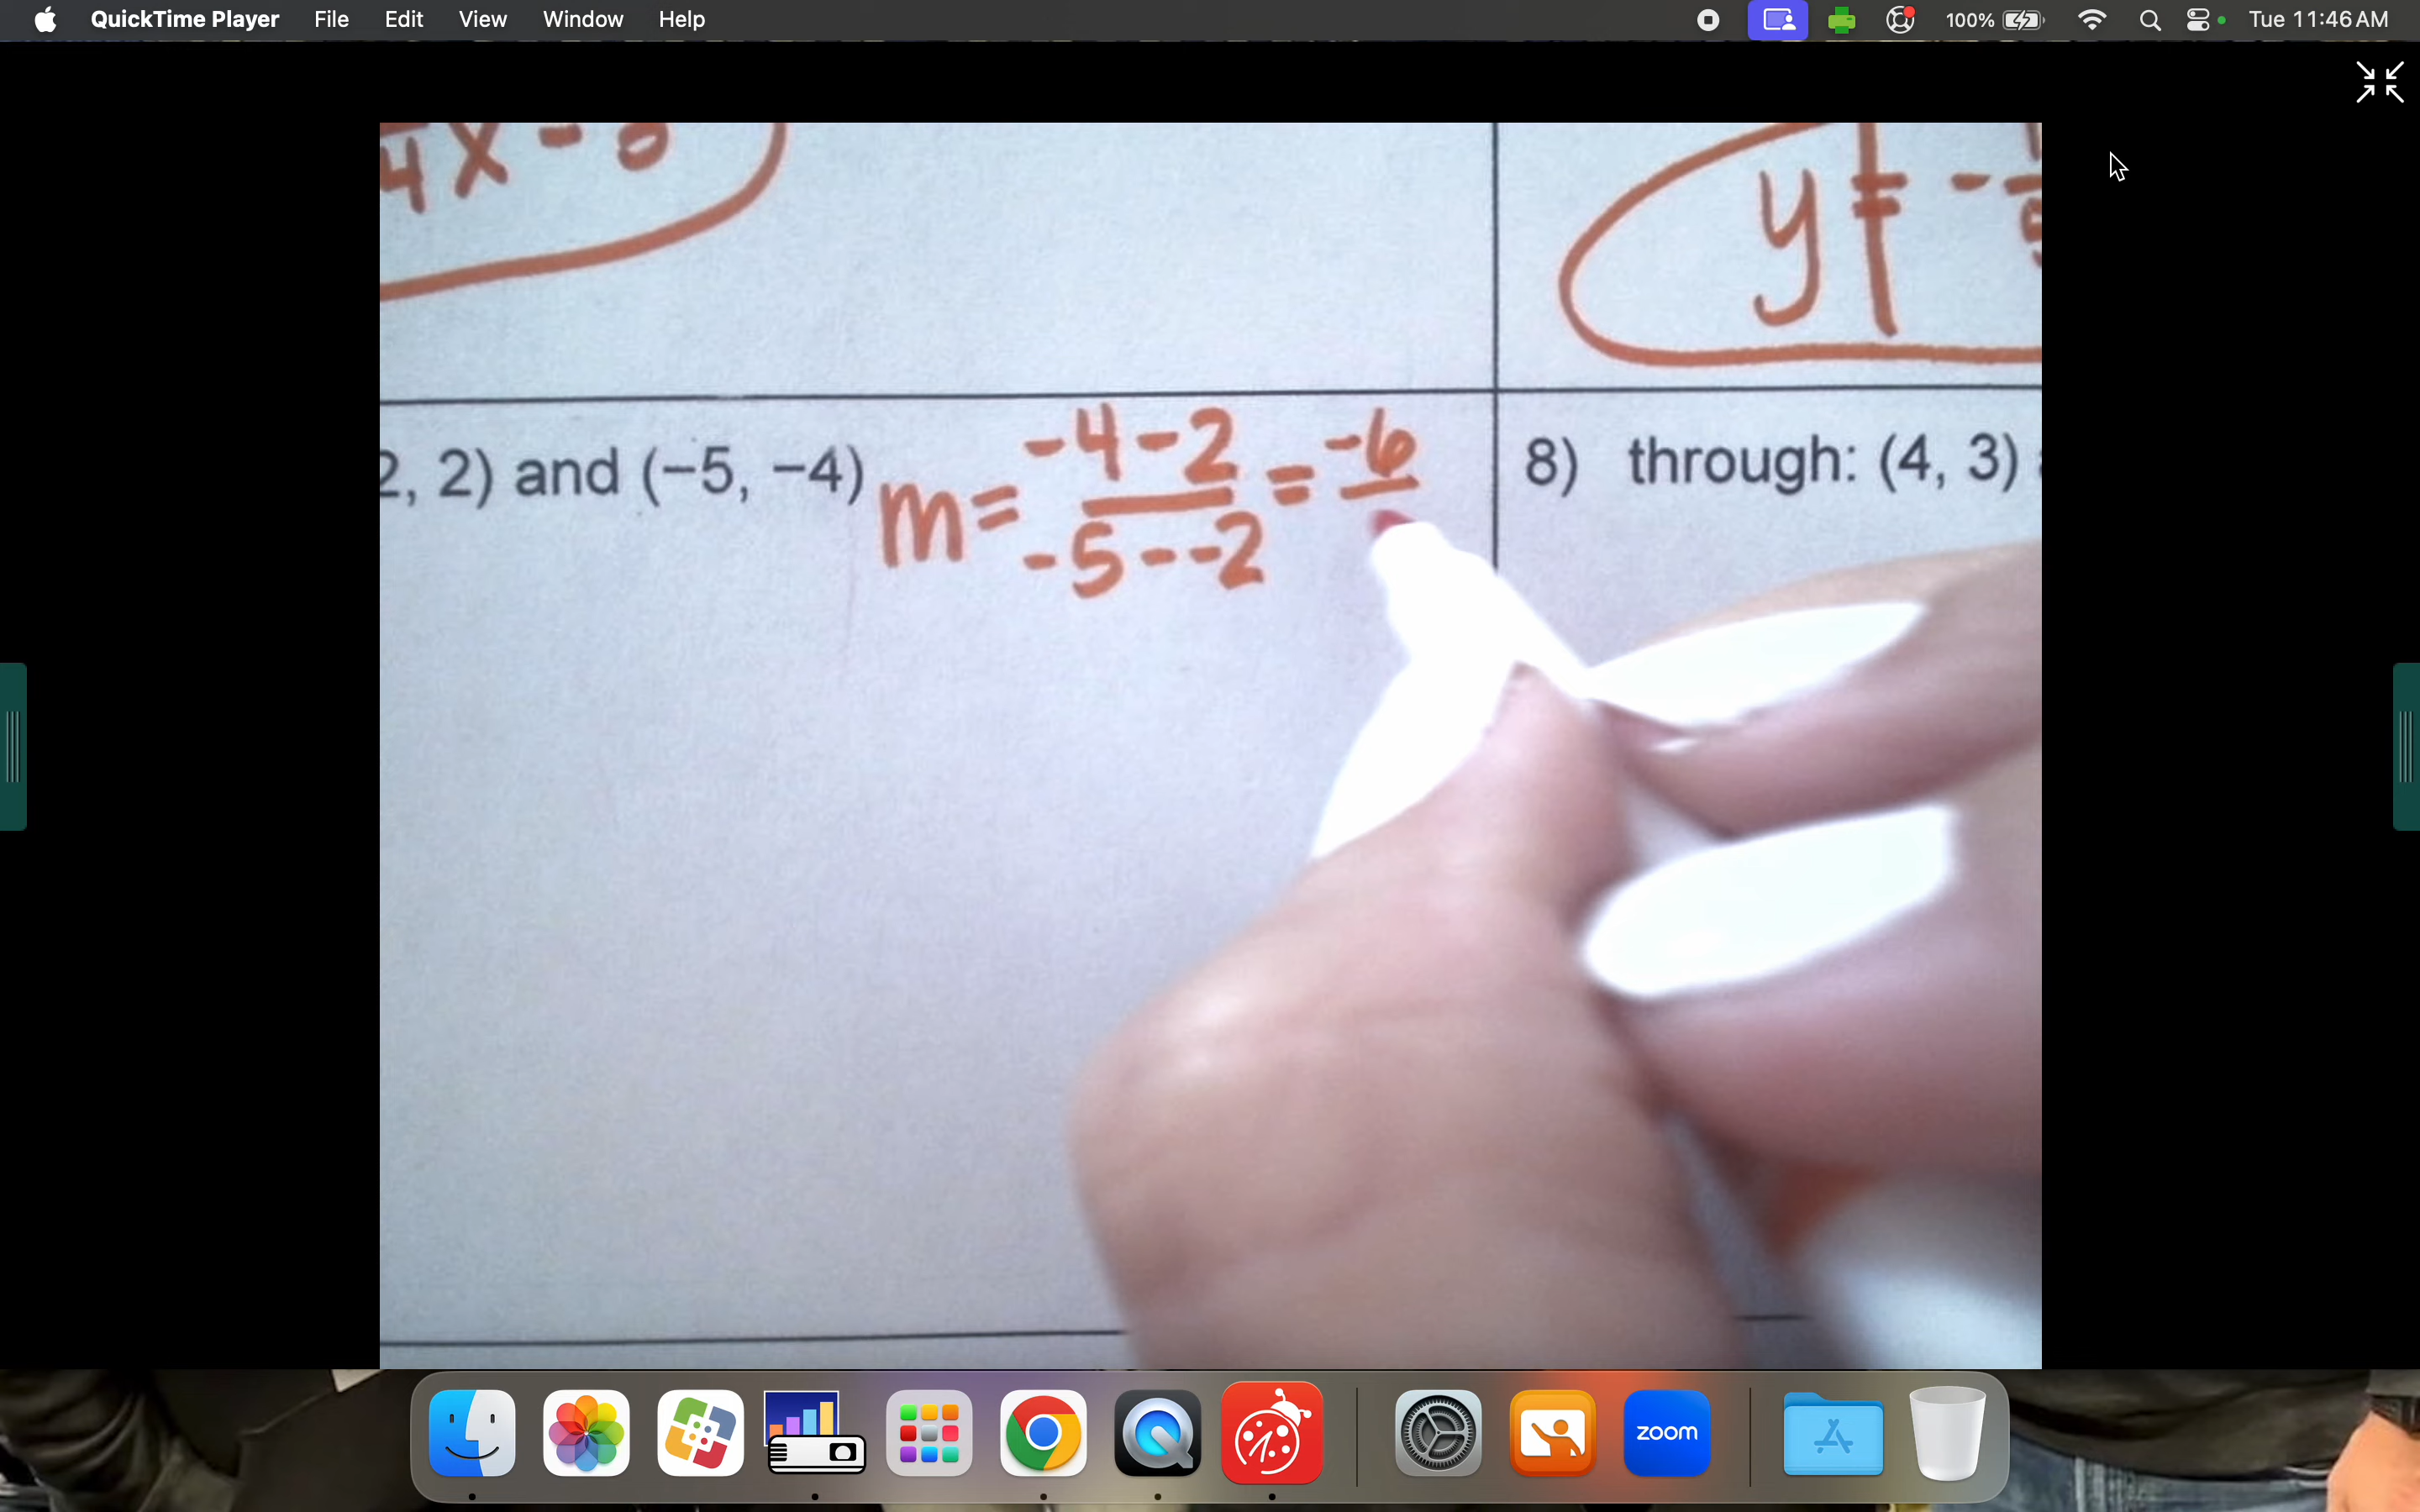 QuickTime Player File Edit View Window Help 100% Tue 11:46 AM
4x -
y = -
2, 2) and (−5, −4) m = -4-2 / -5--2 = -6
8) through: (4, 3)
zoom